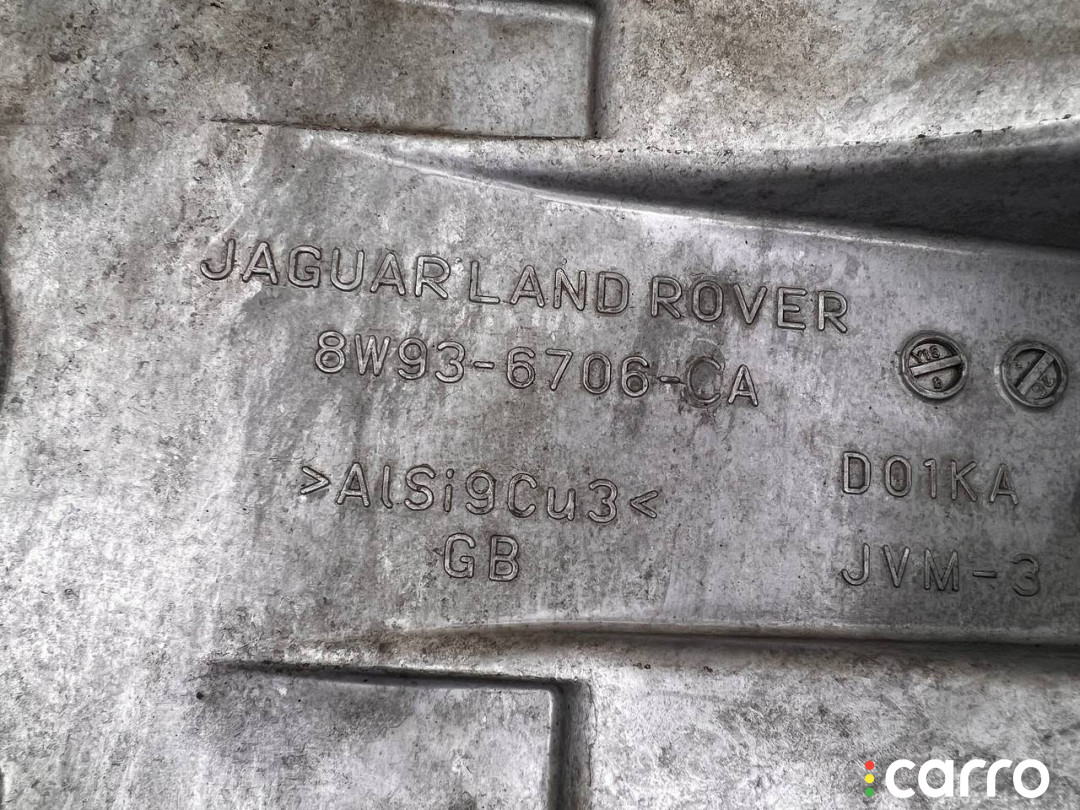 JAGUAR LAND ROVER
8W93-6706-CA
>AlSi9Cu3<
GB
D01KA
JVM-3
carro